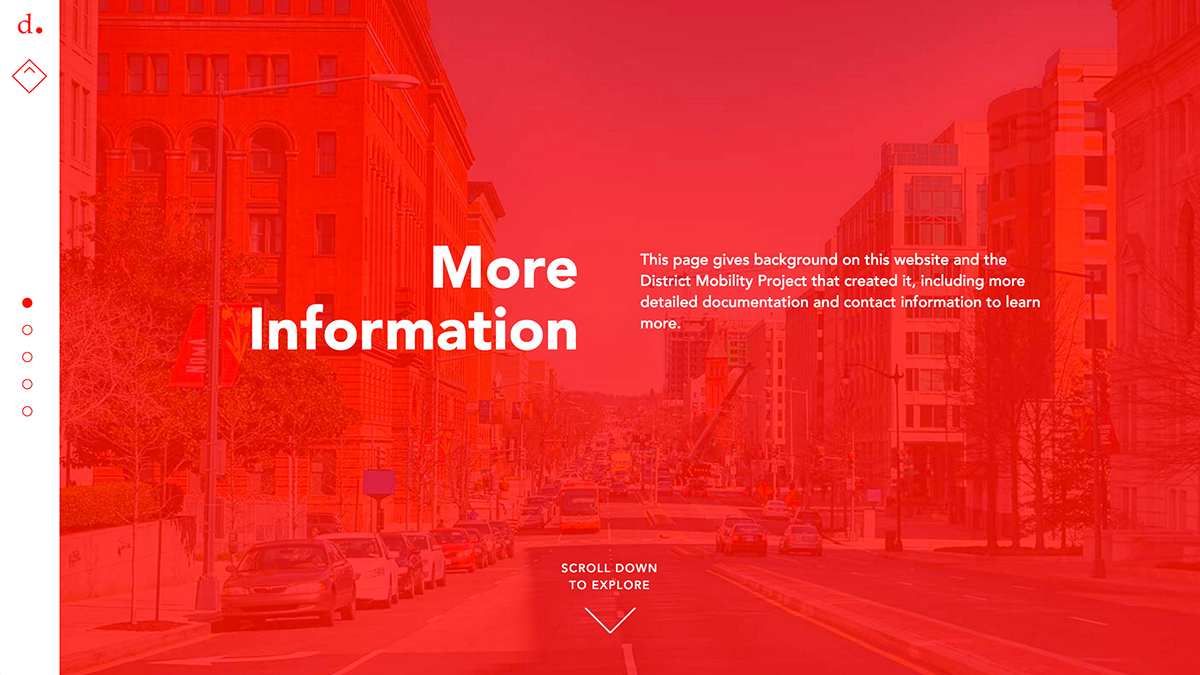 d.
More
Information
This page gives background on this website and the
District Mobility Project that created it, including more
detailed documentation and contact information to learn
more.
NOMA
SCROLL DOWN
TO EXPLORE